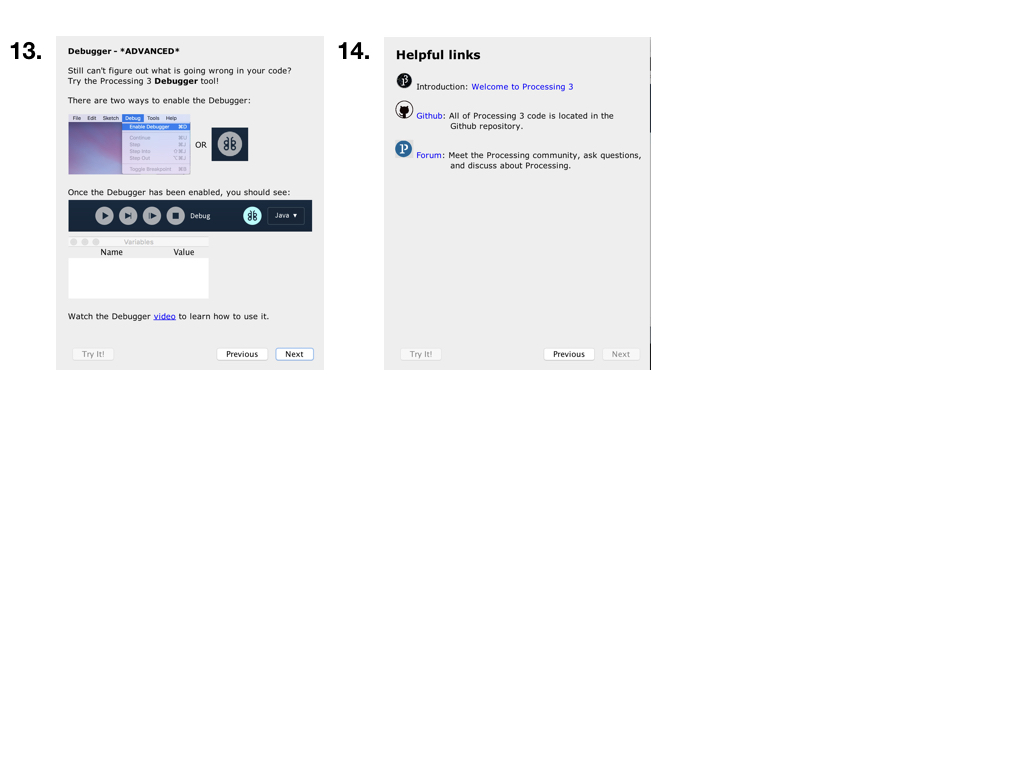 13.
Debugger - *ADVANCED*
Still can't figure out what is going wrong in your code?
Try the Processing 3 Debugger tool!
There are two ways to enable the Debugger:
File Edit Sketch Debug Tools Help
Enable Debugger ⌘D
Continue ⌘U
Step ⌘J
Step Into ⇧⌘J
Step Out ⌥⌘J
Toggle Breakpoint ⌘B
OR
Once the Debugger has been enabled, you should see:
Debug Java ▼
Variables
Name Value
Watch the Debugger video to learn how to use it.
Try It! Previous Next
14.
Helpful links
Introduction: Welcome to Processing 3
Github: All of Processing 3 code is located in the
Github repository.
Forum: Meet the Processing community, ask questions,
and discuss about Processing.
Try It! Previous Next